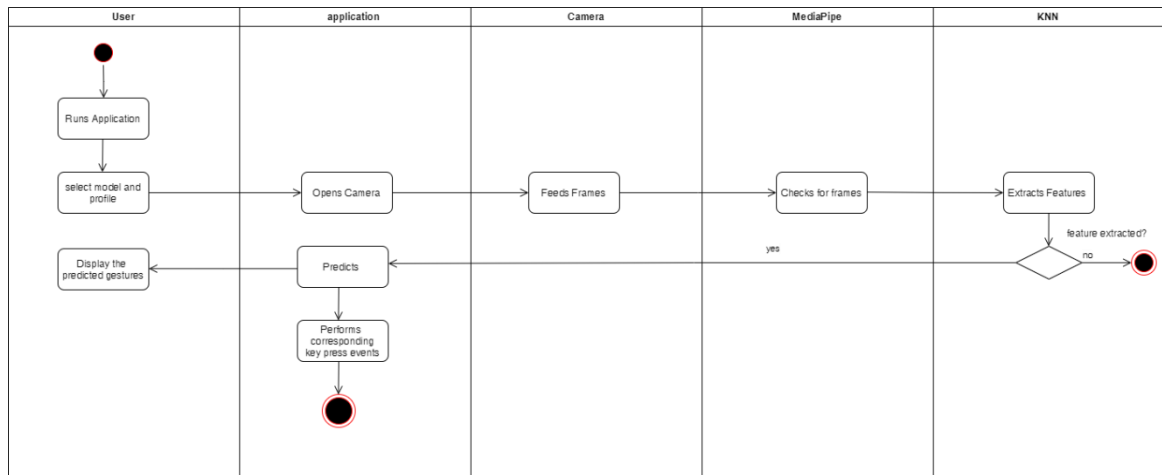 User
application
Camera
MediaPipe
KNN
Runs Application
select model and
profile
Opens Camera
Feeds Frames
Checks for frames
Extracts Features
feature extracted?
yes
no
Display the
predicted gestures
Predicts
Performs
corresponding
key press events